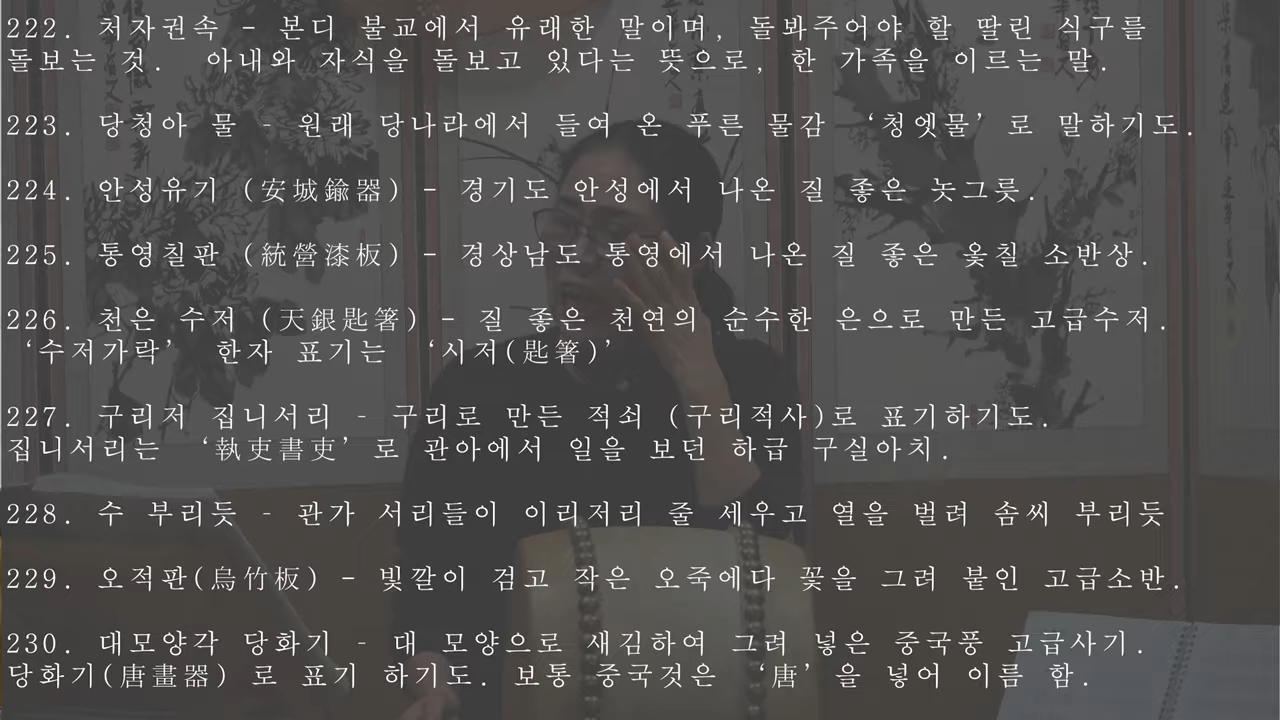 222. 처자권속 – 본디 불교에서 유래한 말이며, 돌봐주어야 할 딸린 식구를
돌보는 것. 아내와 자식을 돌보고 있다는 뜻으로, 한 가족을 이르는 말.
223. 당청아 물 - 원래 당나라에서 들여 온 푸른 물감 ‘청엣물’로 말하기도.
224. 안성유기 (安城鍮器) – 경기도 안성에서 나온 질 좋은 놋그릇.
225. 통영칠판 (統營漆板) – 경상남도 통영에서 나온 질 좋은 옻칠 소반상.
226. 천은 수저 (天銀匙箸) – 질 좋은 천연의 순수한 은으로 만든 고급수저.
‘수저가락’ 한자 표기는 ‘시저(匙箸)’
227. 구리저 집니서리 - 구리로 만든 적쇠 (구리적사)로 표기하기도.
집니서리는 ‘執吏書吏’로 관아에서 일을 보던 하급 구실아치.
228. 수 부리듯 - 관가 서리들이 이리저리 줄 세우고 열을 벌려 솜씨 부리듯
229. 오적판(烏竹板) – 빛깔이 검고 작은 오죽에다 꽃을 그려 붙인 고급소반.
230. 대모양각 당화기 - 대 모양으로 새김하여 그려 넣은 중국풍 고급사기.
당화기(唐畫器) 로 표기 하기도. 보통 중국것은 ‘唐’을 넣어 이름 함.